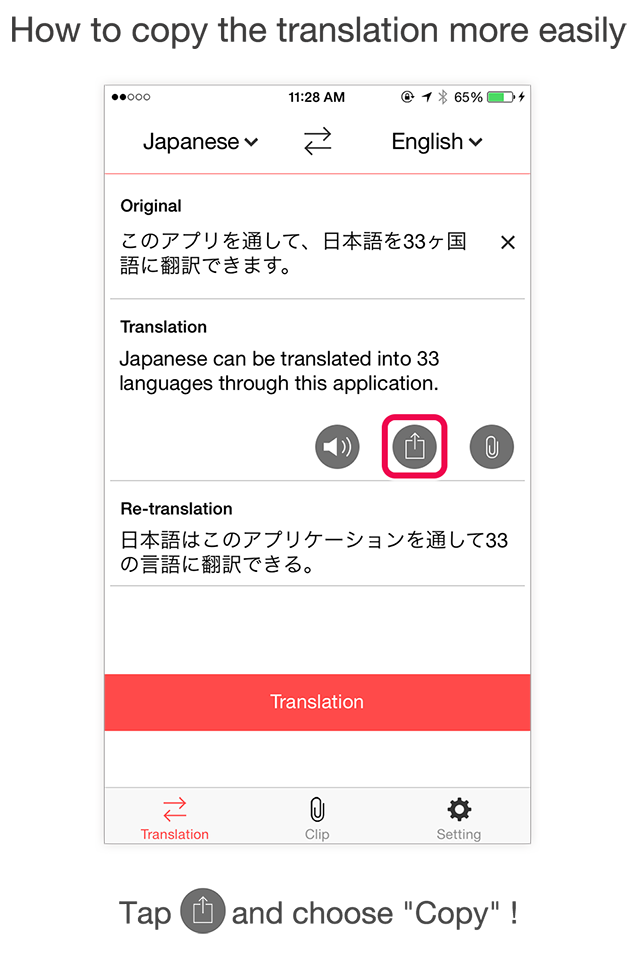 How to copy the translation more easily
11:28 AM
65%
Japanese
English
Original
このアプリを通して、日本語を33ヶ国
語に翻訳できます。
Translation
Japanese can be translated into 33
languages through this application.
Re-translation
日本語はこのアプリケーションを通して33
の言語に翻訳できる。
Translation
Translation
Clip
Setting
Tap and choose "Copy" !